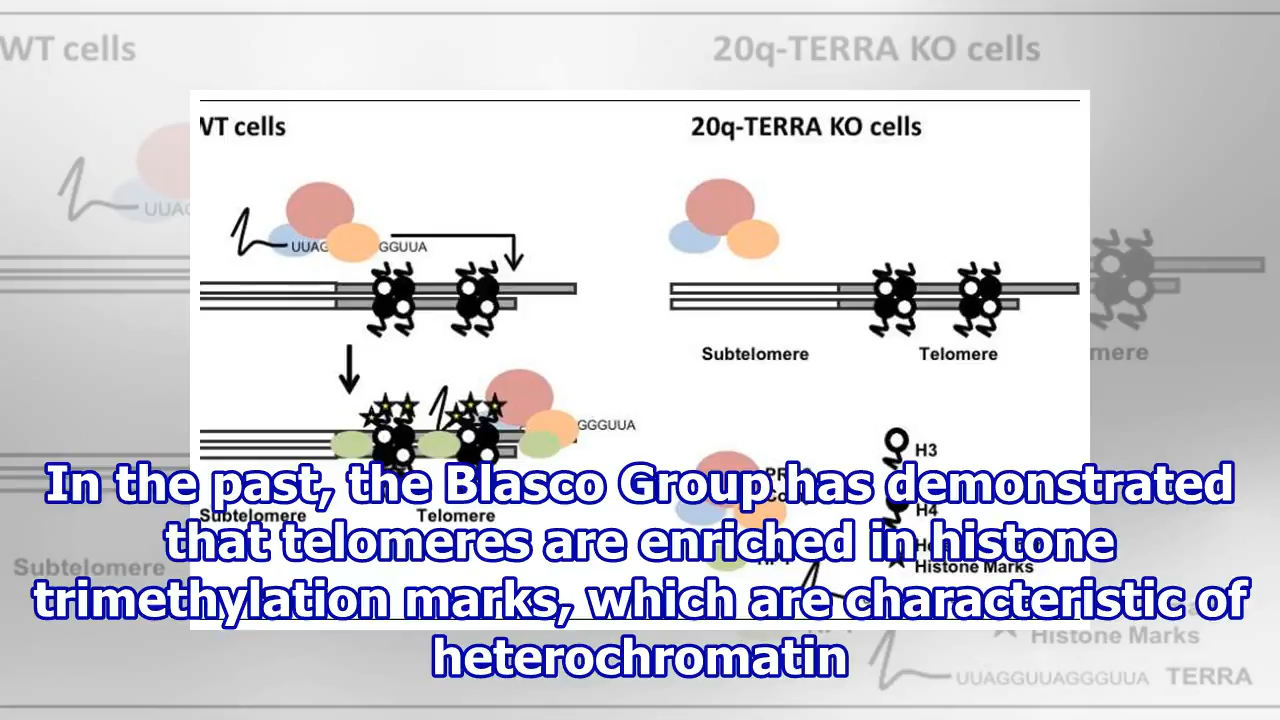 WT cells
20q-TERRA KO cells
WT cells
20q-TERRA KO cells
UUAG
UUAG GGUUA
Subtelomere
Telomere
GGGUUA
H3
H4
Subtelomere
Telomere
Histone Marks
In the past, the Blasco Group has demonstrated
that telomeres are enriched in histone
trimethylation marks, which are characteristic of
heterochromatin
Subtelomere
Histone Marks
UUAGGUUAGGGUUA TERRA